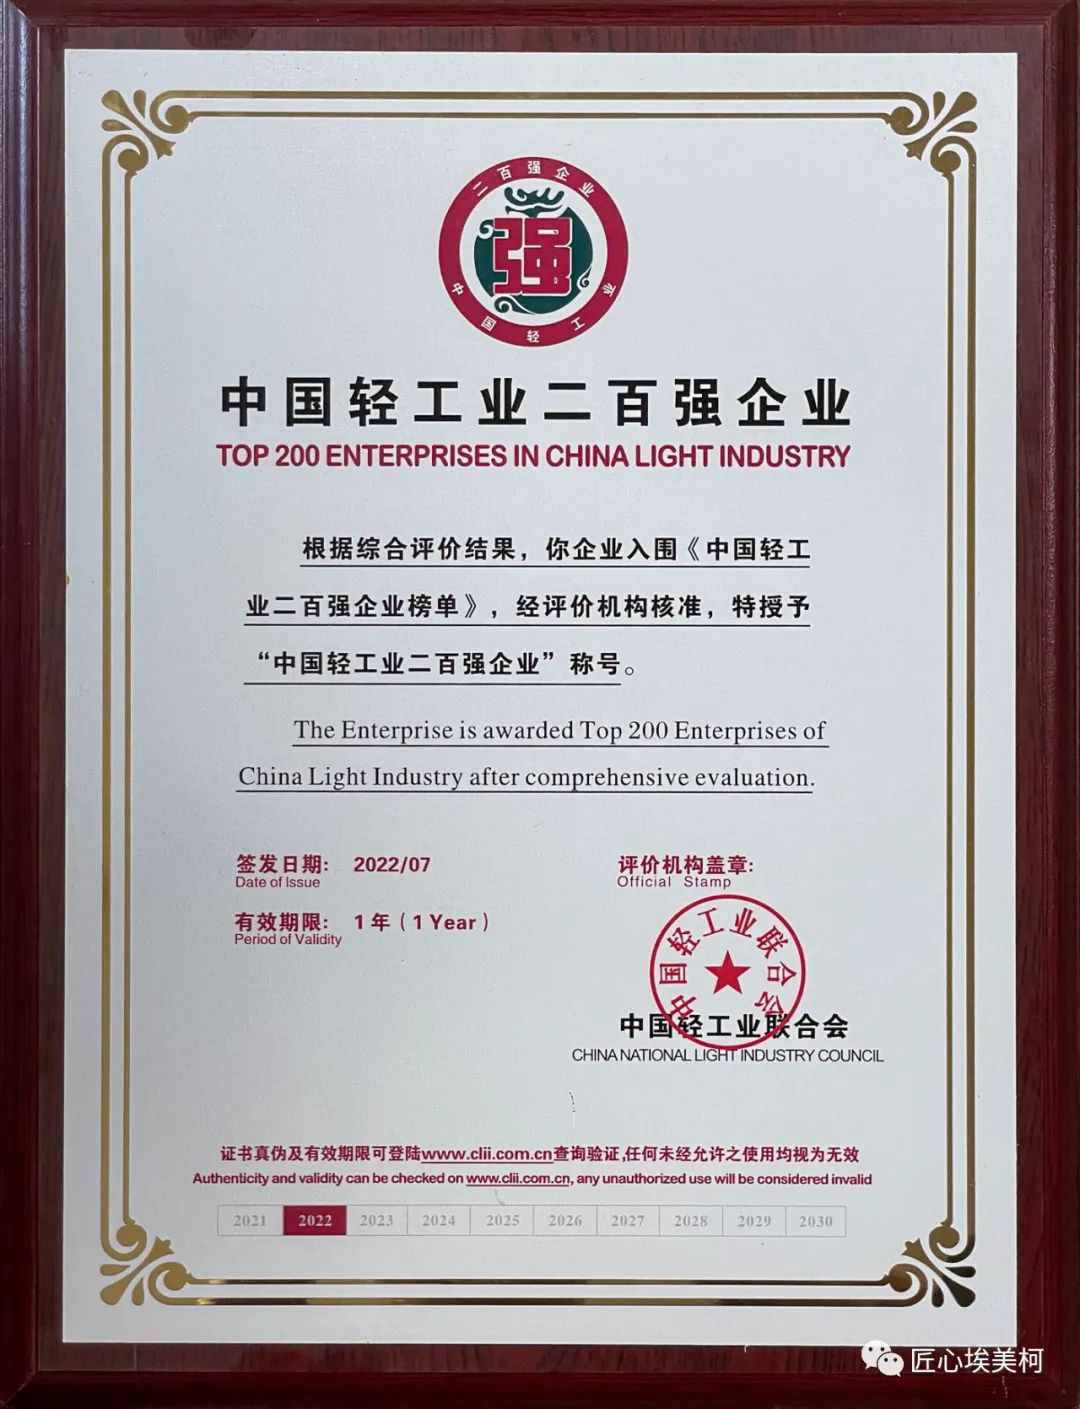 二百强企业
强
中国轻工业
中国轻工业二百强企业
TOP 200 ENTERPRISES IN CHINA LIGHT INDUSTRY
根据综合评价结果，你企业入围《中国轻工
业二百强企业榜单》，经评价机构核准，特授予
“中国轻工业二百强企业”称号。
The Enterprise is awarded Top 200 Enterprises of
China Light Industry after comprehensive evaluation.
签发日期: 2022/07
Date of Issue
有效期限: 1 年（1 Year）
Period of Validity
评价机构盖章:
Official Stamp
中国轻工业联合会
中国轻工业联合会
CHINA NATIONAL LIGHT INDUSTRY COUNCIL
证书真伪及有效期限可登陆www.clii.com.cn查询验证,任何未经允许之使用均视为无效
Authenticity and validity can be checked on www.clii.com.cn, any unauthorized use will be considered invalid
2021 2022 2023 2024 2025 2026 2027 2028 2029 2030
匠心埃美柯